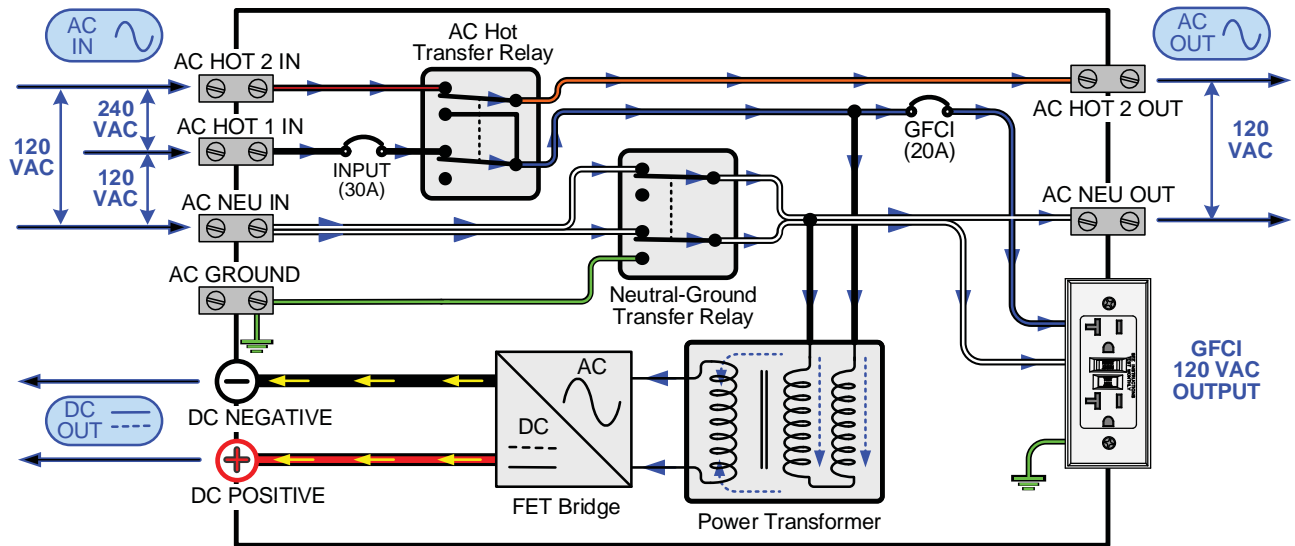 AC
IN
AC Hot
Transfer Relay
AC
OUT
AC HOT 2 IN
240
VAC
AC HOT 1 IN
120
VAC
120
VAC
INPUT
(30A)
AC NEU IN
AC GROUND
Neutral-Ground
Transfer Relay
GFCI
(20A)
AC HOT 2 OUT
120
VAC
AC NEU OUT
GFCI
120 VAC
OUTPUT
DC NEGATIVE
DC
OUT
DC POSITIVE
AC
DC
FET Bridge
Power Transformer